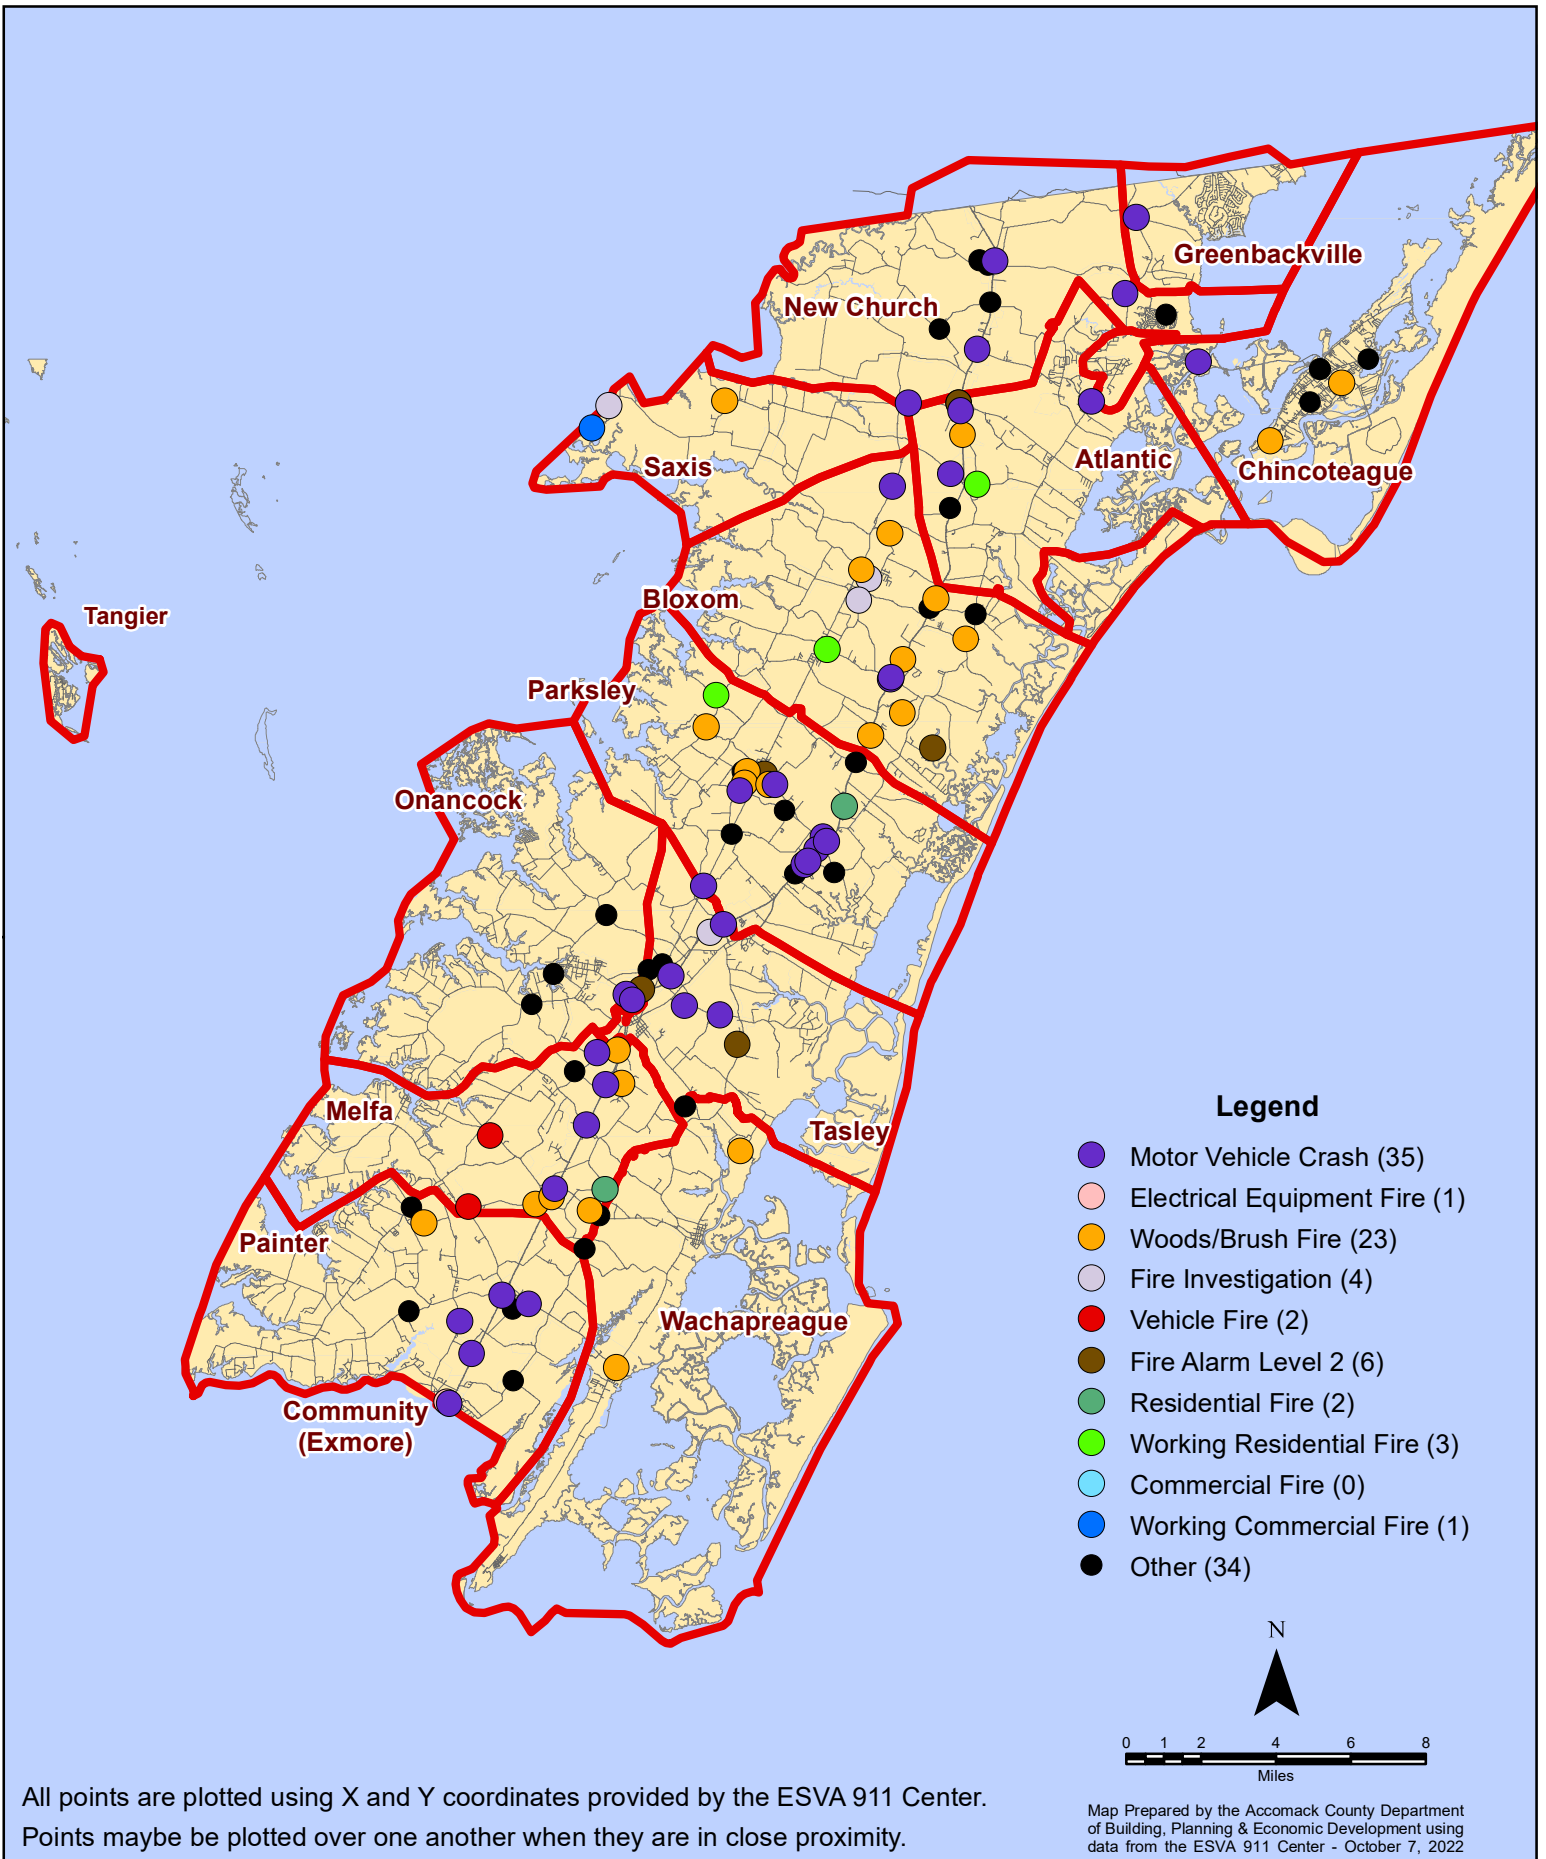 Greenbackville
New Church
Atlantic
Chincoteague
Saxis
Bloxom
Tangier
Parksley
Onancock
Melfa
Tasley
Painter
Wachapreague
Community
(Exmore)
Legend
Motor Vehicle Crash (35)
Electrical Equipment Fire (1)
Woods/Brush Fire (23)
Fire Investigation (4)
Vehicle Fire (2)
Fire Alarm Level 2 (6)
Residential Fire (2)
Working Residential Fire (3)
Commercial Fire (0)
Working Commercial Fire (1)
Other (34)
N
0 1 2 4 6 8
Miles
All points are plotted using X and Y coordinates provided by the ESVA 911 Center.
Points maybe be plotted over one another when they are in close proximity.
Map Prepared by the Accomack County Department
of Building, Planning & Economic Development using
data from the ESVA 911 Center - October 7, 2022